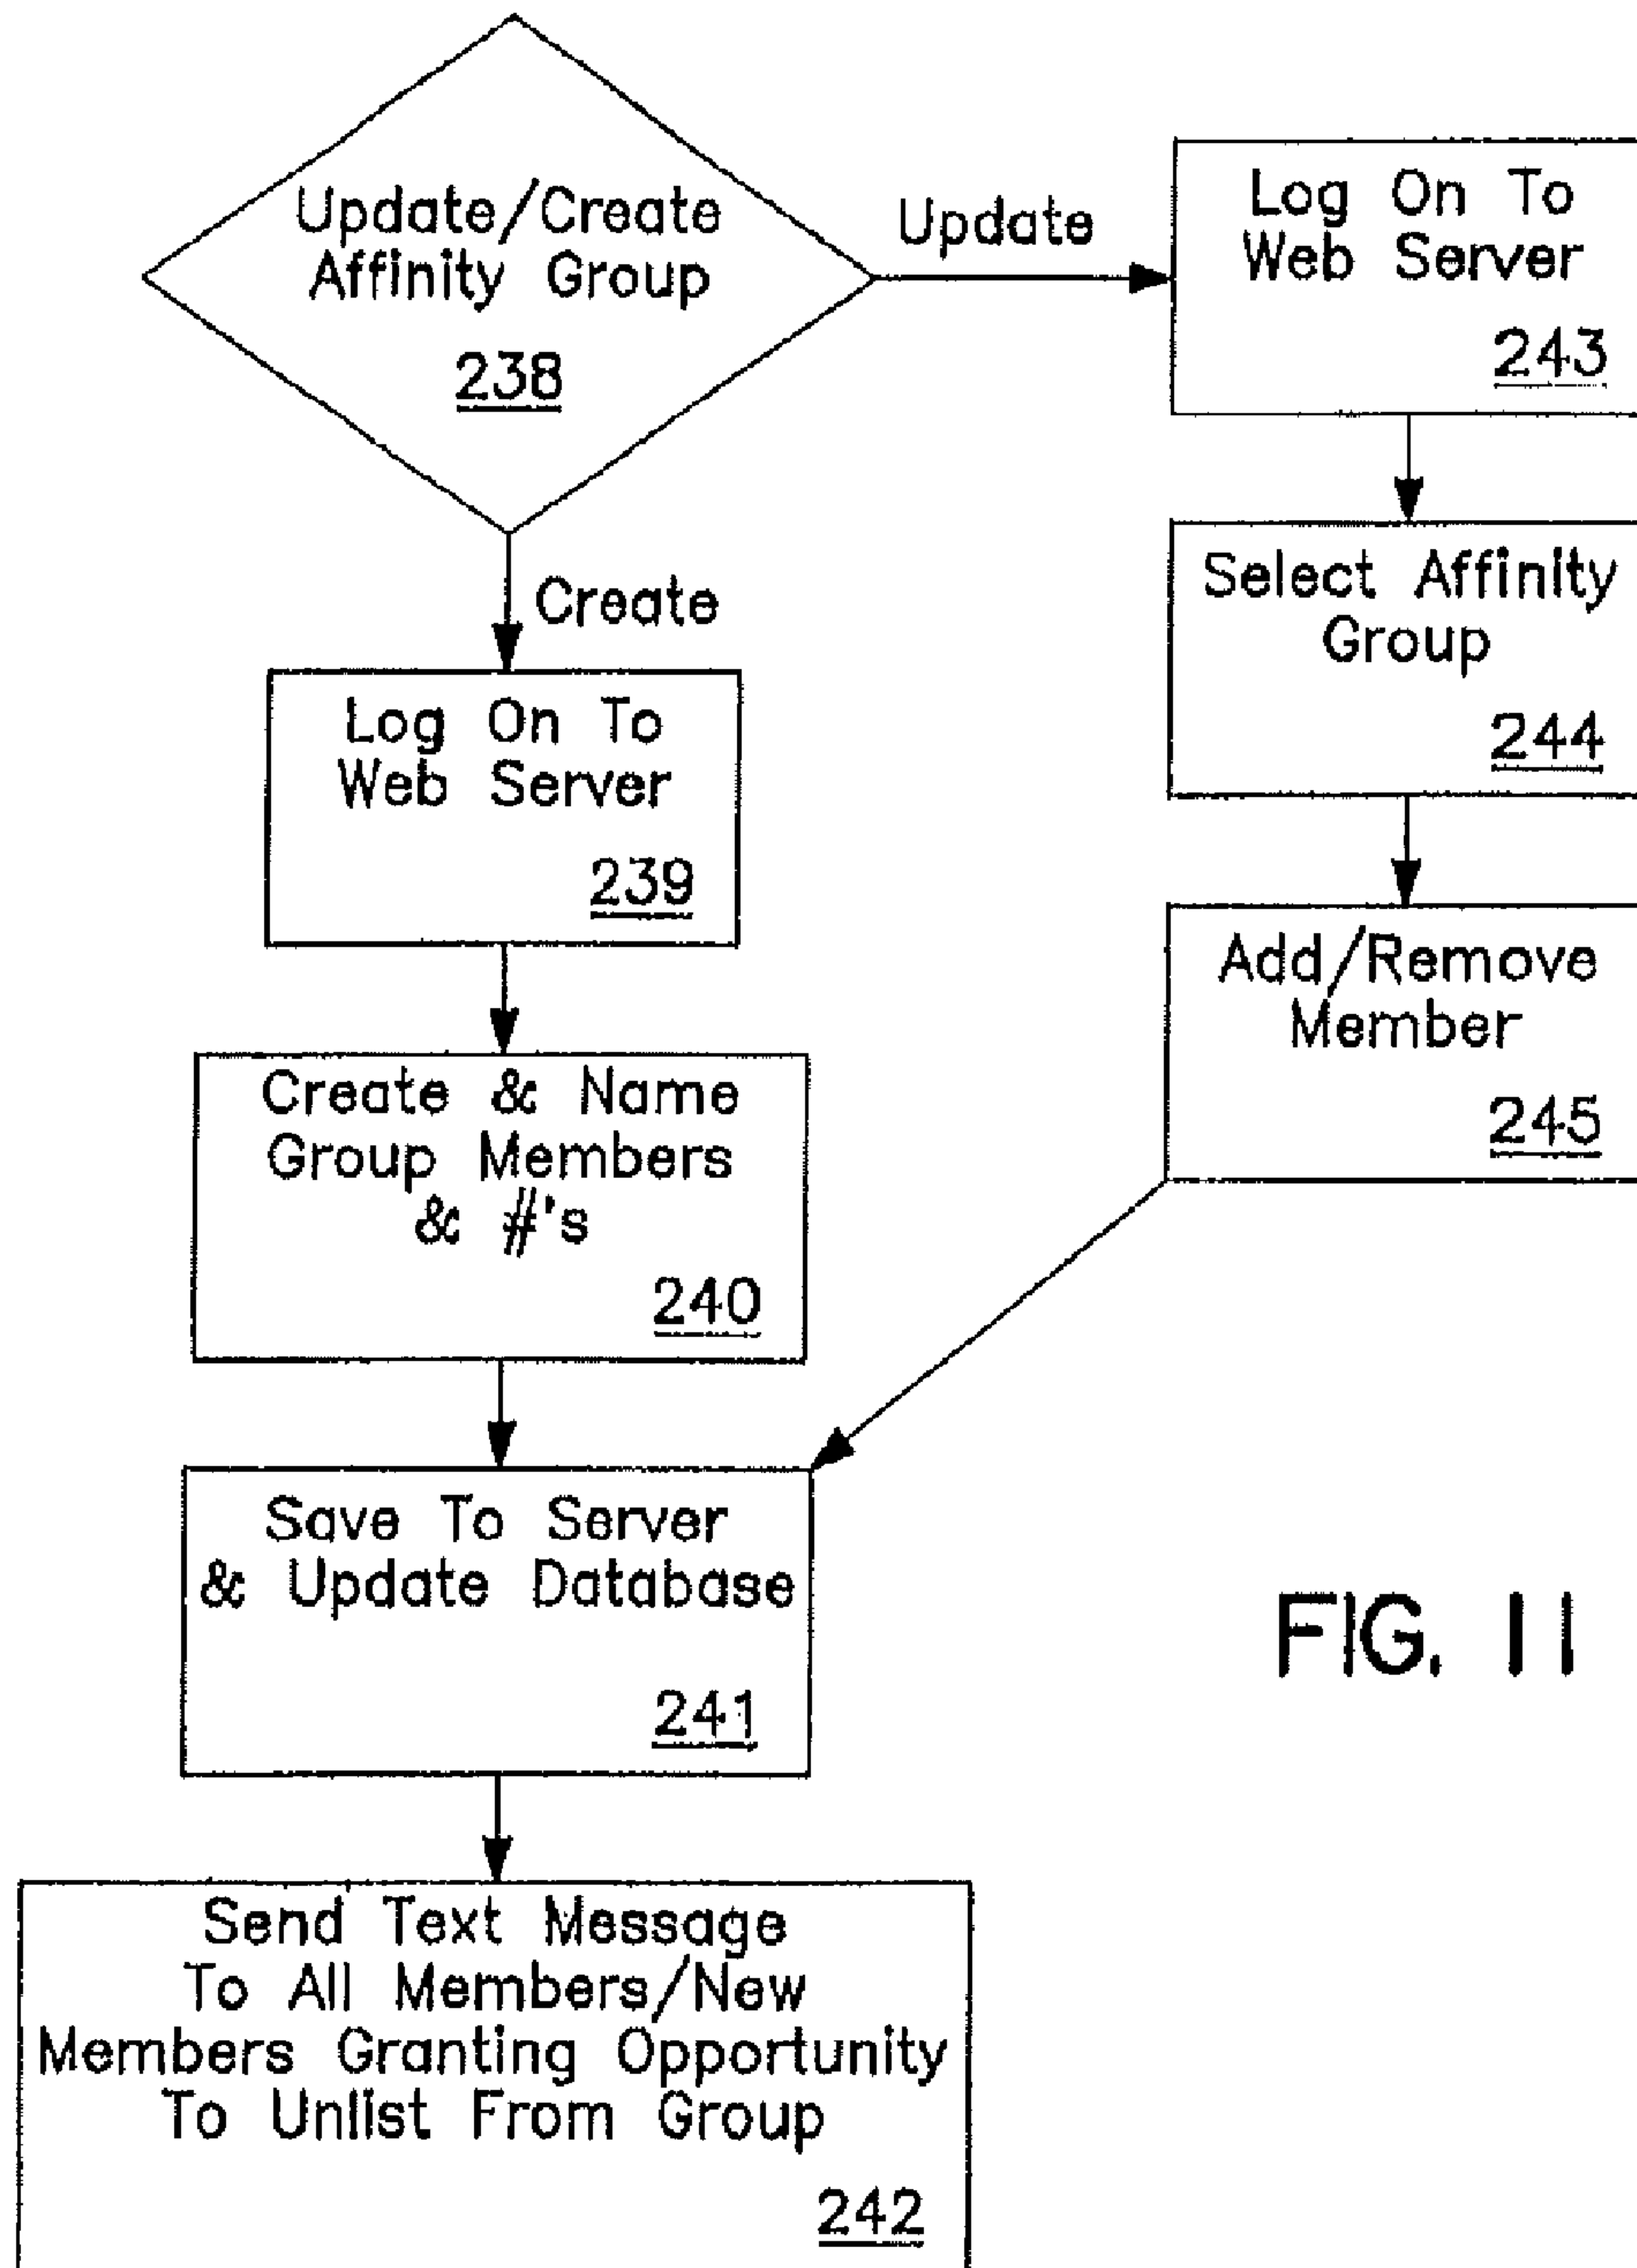 Update/Create
Affinity Group
238
Update
Log On To
Web Server
243
Create
Select Affinity
Group
244
Log On To
Web Server
239
Add/Remove
Member
245
Create & Name
Group Members
& #'s
240
Save To Server
& Update Database
241
FIG. 11
Send Text Message
To All Members/New
Members Granting Opportunity
To Unlist From Group
242